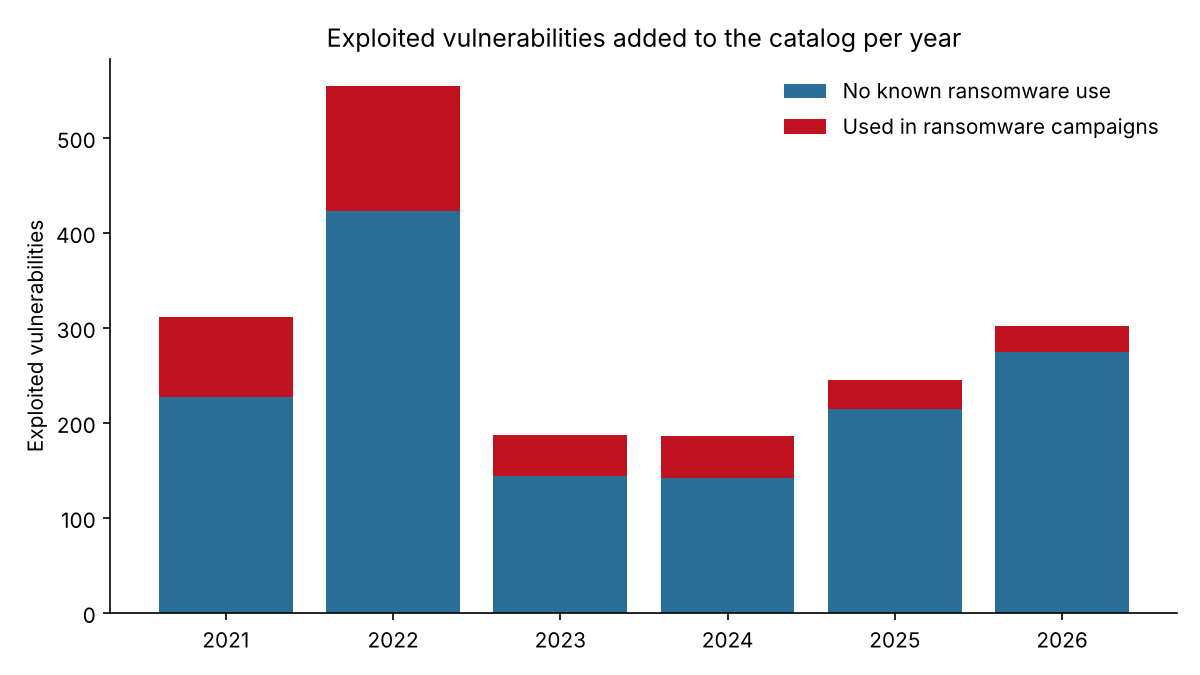 Exploited vulnerabilities added to the catalog per year
No known ransomware use
Used in ransomware campaigns
Exploited vulnerabilities
500
400
300
200
100
0
2021 2022 2023 2024 2025 2026